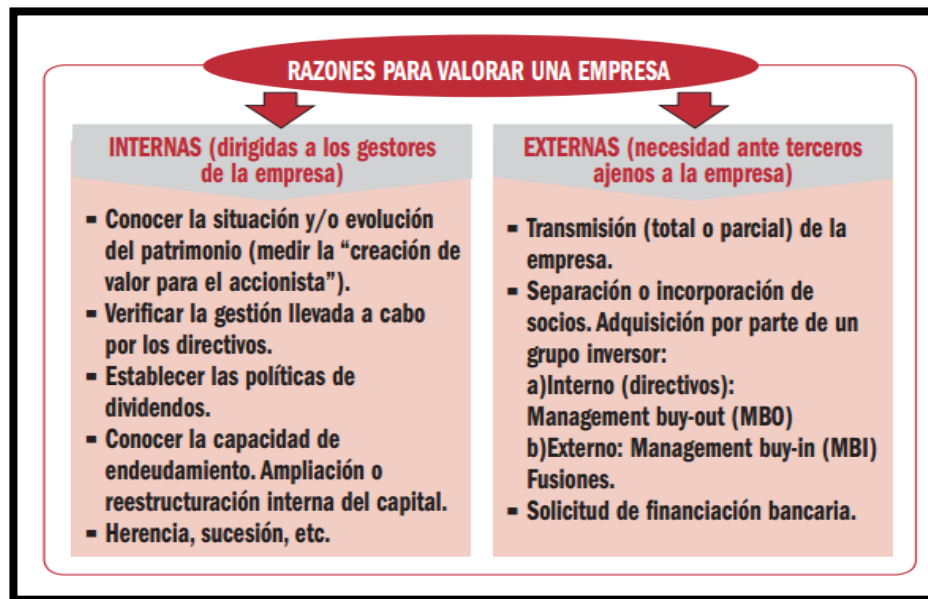 RAZONES PARA VALORAR UNA EMPRESA
INTERNAS (dirigidas a los gestores
de la empresa)
- Conocer la situación y/o evolución
del patrimonio (medir la “creación de
valor para el accionista”).
- Verificar la gestión llevada a cabo
por los directivos.
- Establecer las políticas de
dividendos.
- Conocer la capacidad de
endeudamiento. Ampliación o
reestructuración interna del capital.
- Herencia, sucesión, etc.
EXTERNAS (necesidad ante terceros
ajenos a la empresa)
- Transmisión (total o parcial) de la
empresa.
- Separación o incorporación de
socios. Adquisición por parte de un
grupo inversor:
a)Interno (directivos):
Management buy-out (MBO)
b)Externo: Management buy-in (MBI)
Fusiones.
- Solicitud de financiación bancaria.